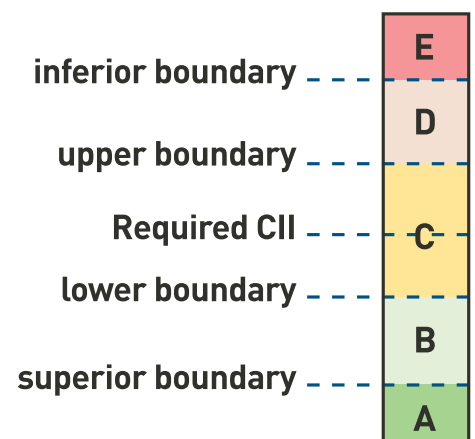 E
inferior boundary
D
upper boundary
Required CII
C
lower boundary
B
superior boundary
A